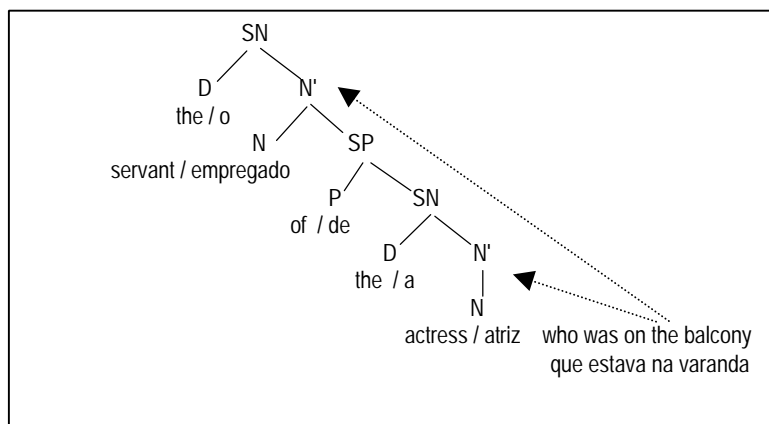 SN
D N'
the / o
N SP
servant / empregado
P SN
of / de
D N'
the / a
N
actress / atriz who was on the balcony
que estava na varanda